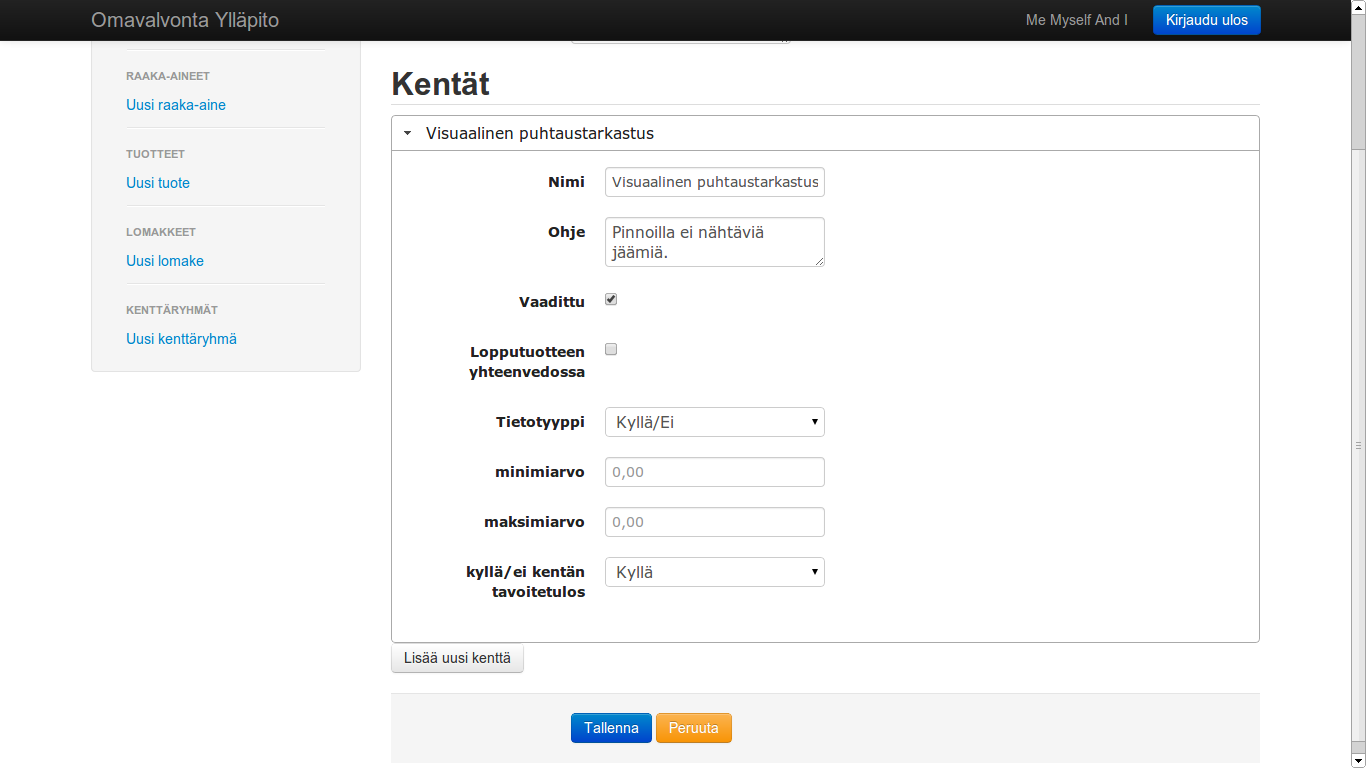 Omavalvonta Ylläpito
Me Myself And I
Kirjaudu ulos
RAAKA-AINEET
Uusi raaka-aine
TUOTTEET
Uusi tuote
LOMAKKEET
Uusi lomake
KENTTÄRYHMÄT
Uusi kenttäryhmä
Kentät
Visuaalinen puhtaustarkastus
Nimi
Visuaalinen puhtaustarkastus
Ohje
Pinnoilla ei nähtäviä
jäämiä.
Vaadittu
Lopputuotteen
yhteenvedossa
Tietotyyppi
Kyllä/Ei
minimiarvo
0,00
maksimiarvo
0,00
kyllä/ei kentän
tavoitetulos
Kyllä
Lisää uusi kenttä
Tallenna
Peruuta